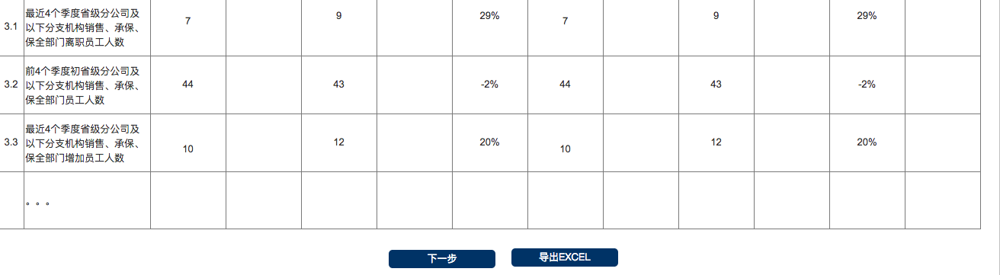 3.1 最近4个季度省级分公司及 7 9 29% 7 9 29%
以下分支机构销售、承保、
保全部门离职员工人数
3.2 前4个季度初省级分公司及 44 43 -2% 44 43 -2%
以下分支机构销售、承保、
保全部门员工人数
3.3 最近4个季度省级分公司及 10 12 20% 10 12 20%
以下分支机构销售、承保、
保全部门增加员工人数
。。。
下一步 导出EXCEL